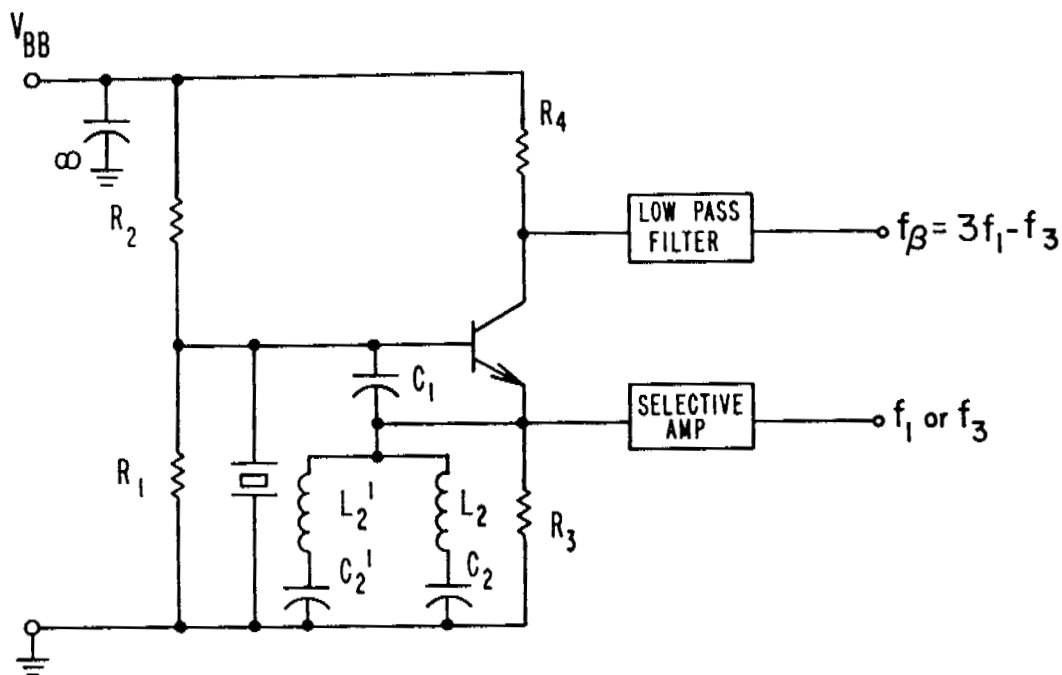 V_BB
∞
R_2
R_1
C_1
L_2'
C_2'
L_2
C_2
R_3
R_4
LOW PASS
FILTER
f_β = 3f_1 - f_3
SELECTIVE
AMP
f_1 or f_3